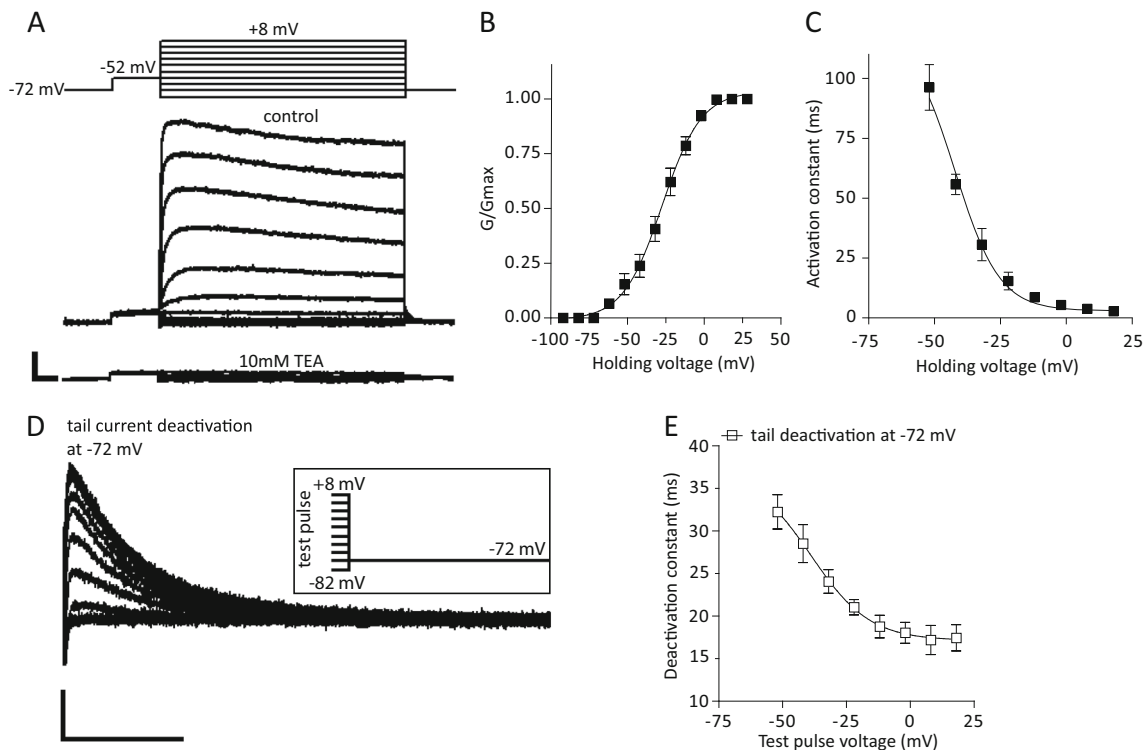 A
+8 mV
-52 mV
-72 mV
control
10mM TEA
B
G/Gmax
1.00
0.75
0.50
0.25
0.00
-100 -75 -50 -25 0 25 50
Holding voltage (mV)
C
Activation constant (ms)
100
75
50
25
0
-75 -50 -25 0 25
Holding voltage (mV)
D
tail current deactivation
at -72 mV
test pulse
+8 mV
-72 mV
-82 mV
E
tail deactivation at -72 mV
Deactivation constant (ms)
40
35
30
25
20
15
10
-75 -50 -25 0 25
Test pulse voltage (mV)